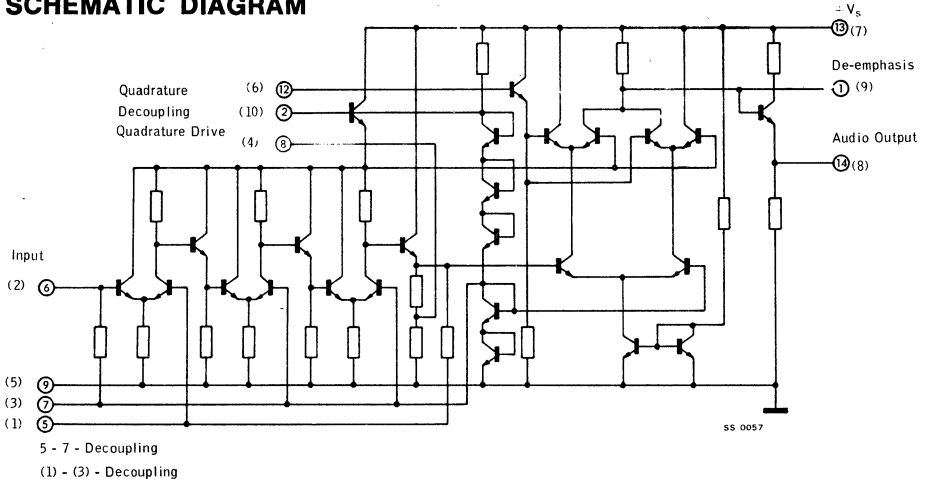 SCHEMATIC DIAGRAM
+ Vs
13 (7)
De-emphasis
1 (9)
Audio Output
14 (8)
Quadrature (6) 12
Decoupling (10) 2
Quadrature Drive
(4) 8
Input
(2) 6
(5) 9
(3) 7
(1) 5
SS 0057
5 - 7 - Decoupling
(1) - (3) - Decoupling